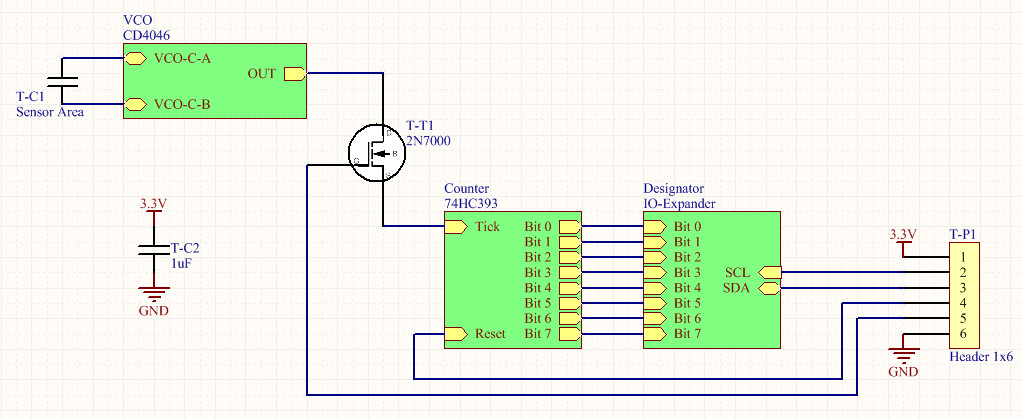 VCO
CD4046
VCO-C-A
OUT
VCO-C-B
T-C1
Sensor Area
T-T1
2N7000
D
B
G
S
3.3V
T-C2
1uF
GND
Counter
74HC393
Tick
Reset
Bit 0
Bit 1
Bit 2
Bit 3
Bit 4
Bit 5
Bit 6
Bit 7
Designator
IO-Expander
Bit 0
Bit 1
Bit 2
Bit 3
Bit 4
Bit 5
Bit 6
Bit 7
SCL
SDA
3.3V
T-P1
1
2
3
4
5
6
GND
Header 1x6